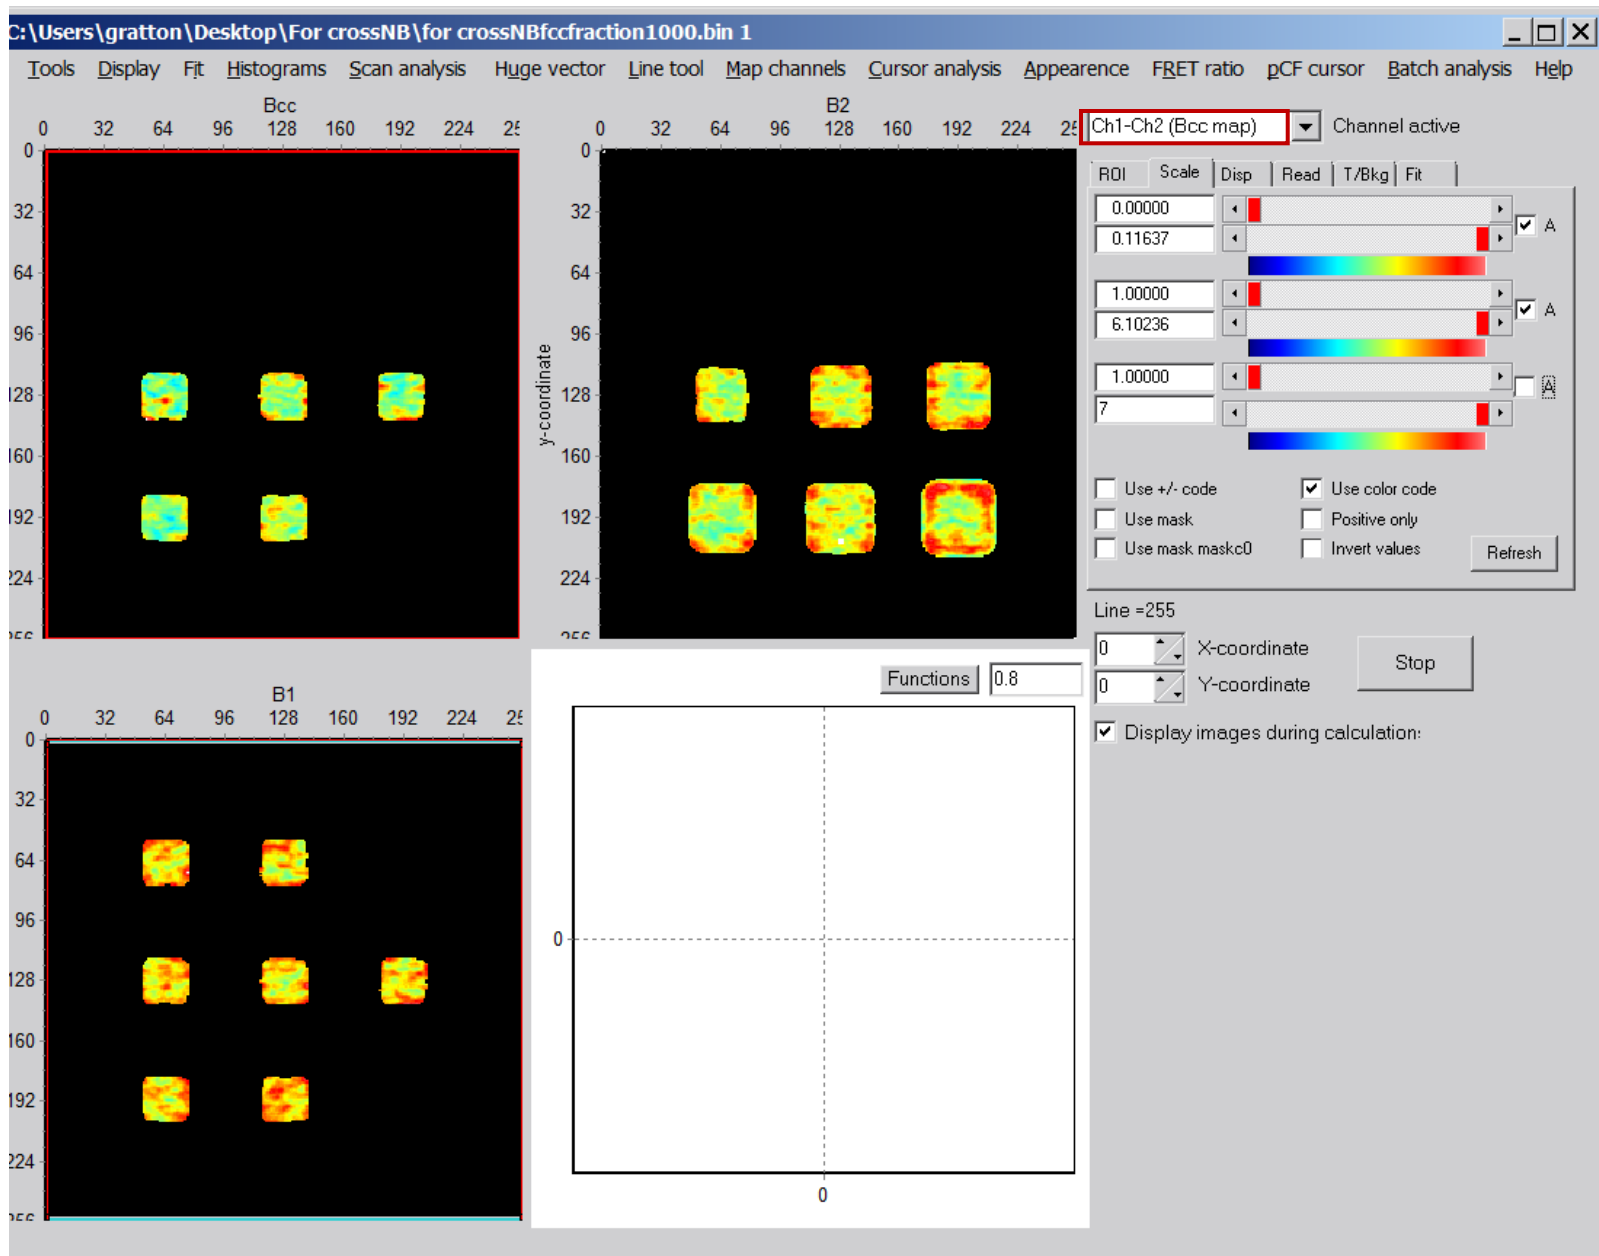 C:\Users\gratton\Desktop\For crossNB\for crossNBfccfraction1000.bin 1
Tools Display Fit Histograms Scan analysis Huge vector Line tool Map channels Cursor analysis Appearence FRET ratio pCF cursor Batch analysis Help
Bcc
0 32 64 96 128 160 192 224
0
32
64
96
128
160
192
224
B2
0 32 64 96 128 160 192 224
y-coordinate
0
32
64
96
128
160
192
224
Ch1-Ch2 (Bcc map) Channel active
ROI Scale Disp Read T/Bkg Fit
0.00000
0.11637
A
1.00000
6.10236
A
1.00000
7
A
Use +/- code Use color code
Use mask Positive only
Use mask maskc0 Invert values Refresh
Line =255
0 X-coordinate
0 Y-coordinate
Stop
Display images during calculation:
B1
0 32 64 96 128 160 192 224
0
32
64
96
128
160
192
224
Functions 0.8
0
0